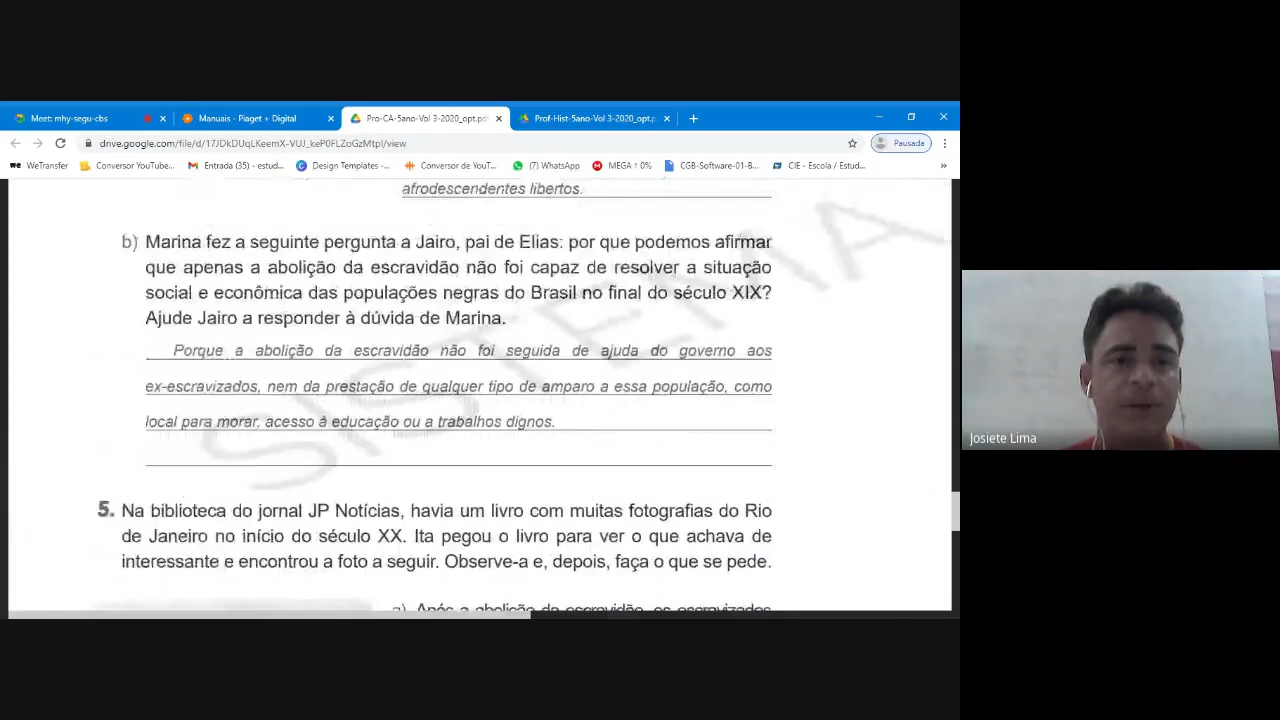 Meet: mhy-segu-cbs
Manuais - Piaget + Digital
Pro-CA-5ano-Vol 3-2020_opt.pdf
Prof-Hist-5ano-Vol 3-2020_opt.p
drive.google.com/file/d/17JDkDUqLKeemX-VUJ_keP0FLZoGzMtpl/view
Pausada
WeTransfer
Conversor YouTube...
Entrada (35) - estud...
Design Templates -...
Conversor de YouT...
(7) WhatsApp
MEGA ↑ 0%
CGB-Software-01-B...
CIE - Escola / Estud...
»
afrodescendentes libertos.
b) Marina fez a seguinte pergunta a Jairo, pai de Elias: por que podemos afirmar
que apenas a abolição da escravidão não foi capaz de resolver a situação
social e econômica das populações negras do Brasil no final do século XIX?
Ajude Jairo a responder à dúvida de Marina.
Porque a abolição da escravidão não foi seguida de ajuda do governo aos
ex-escravizados, nem da prestação de qualquer tipo de amparo a essa população, como
local para morar, acesso à educação ou a trabalhos dignos.
SISTEMA
5. Na biblioteca do jornal JP Notícias, havia um livro com muitas fotografias do Rio
de Janeiro no início do século XX. Ita pegou o livro para ver o que achava de
interessante e encontrou a foto a seguir. Observe-a e, depois, faça o que se pede.
a) Após a abolição da escravidão, os escravizados
Josiete Lima